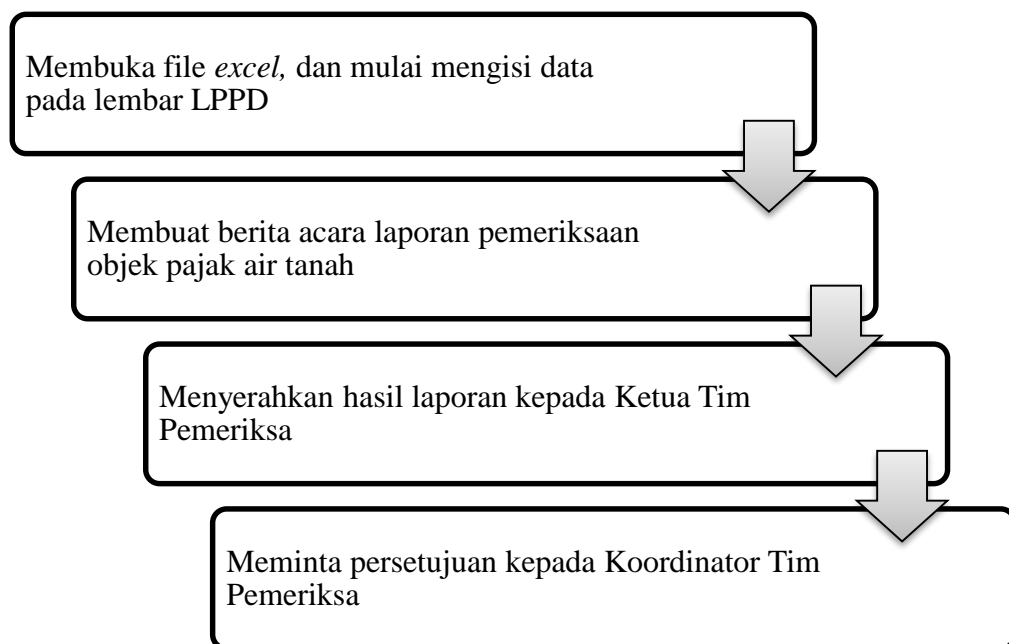 Membuka file excel, dan mulai mengisi data
pada lembar LPPD
Membuat berita acara laporan pemeriksaan
objek pajak air tanah
Menyerahkan hasil laporan kepada Ketua Tim
Pemeriksa
Meminta persetujuan kepada Koordinator Tim
Pemeriksa